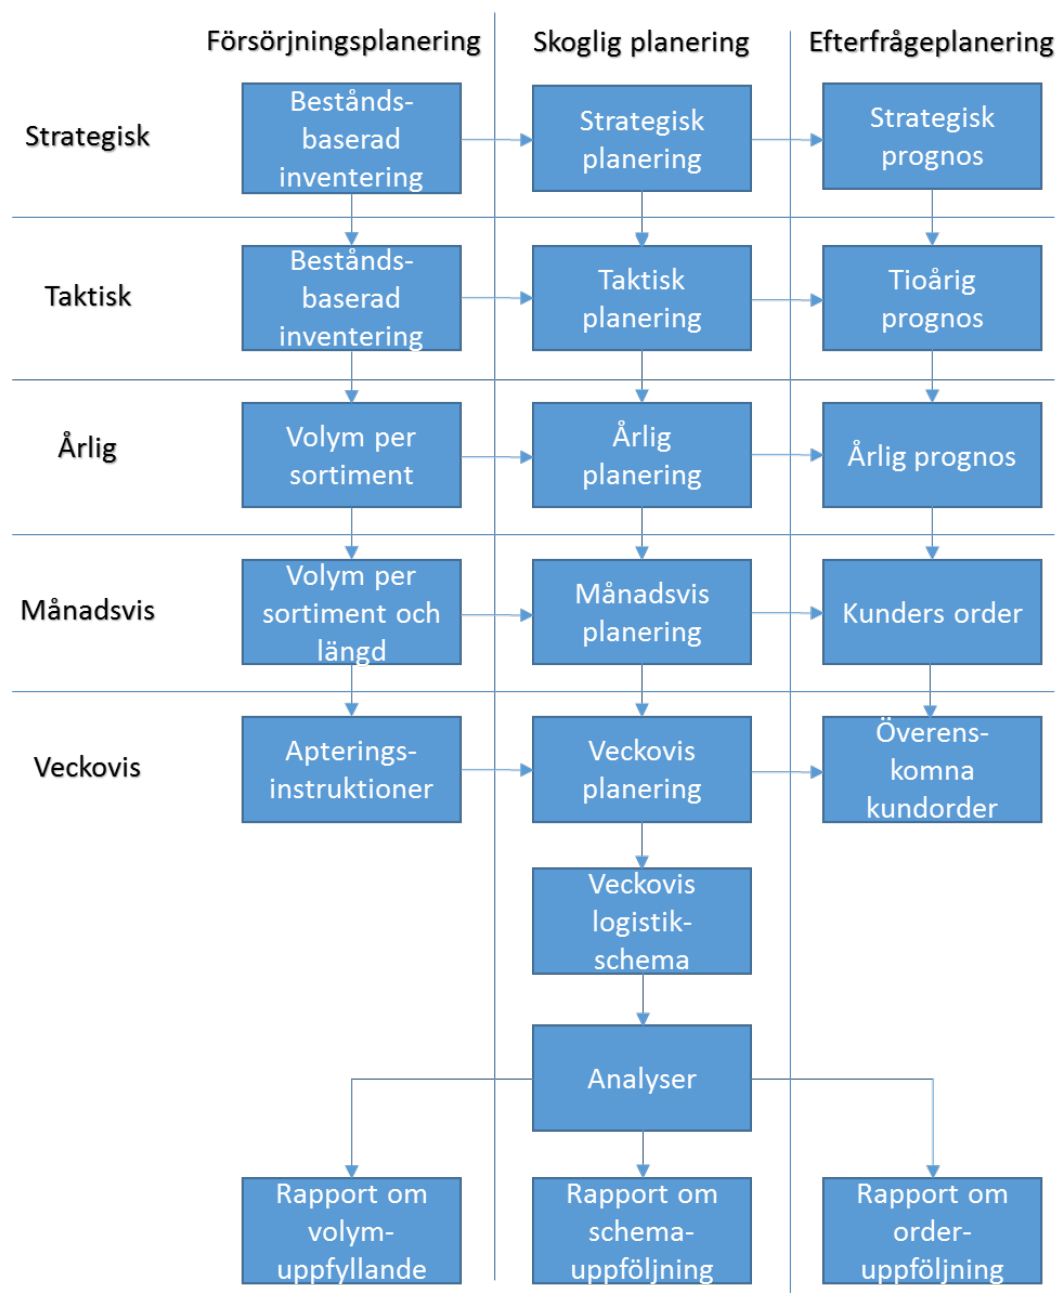 Försörjningsplanering
Skoglig planering
Efterfrågeplanering
Strategisk
Bestånds-
baserad
inventering
Strategisk
planering
Strategisk
prognos
Taktisk
Bestånds-
baserad
inventering
Taktisk
planering
Tioårig
prognos
Årlig
Volym per
sortiment
Årlig
planering
Årlig prognos
Månadsvis
Volym per
sortiment och
längd
Månadsvis
planering
Kunders order
Veckovis
Apterings-
instruktioner
Veckovis
planering
Överens-
komna
kundorder
Veckovis
logistik-
schema
Analyser
Rapport om
volym-
uppfyllande
Rapport om
schema-
uppföljning
Rapport om
order-
uppföljning